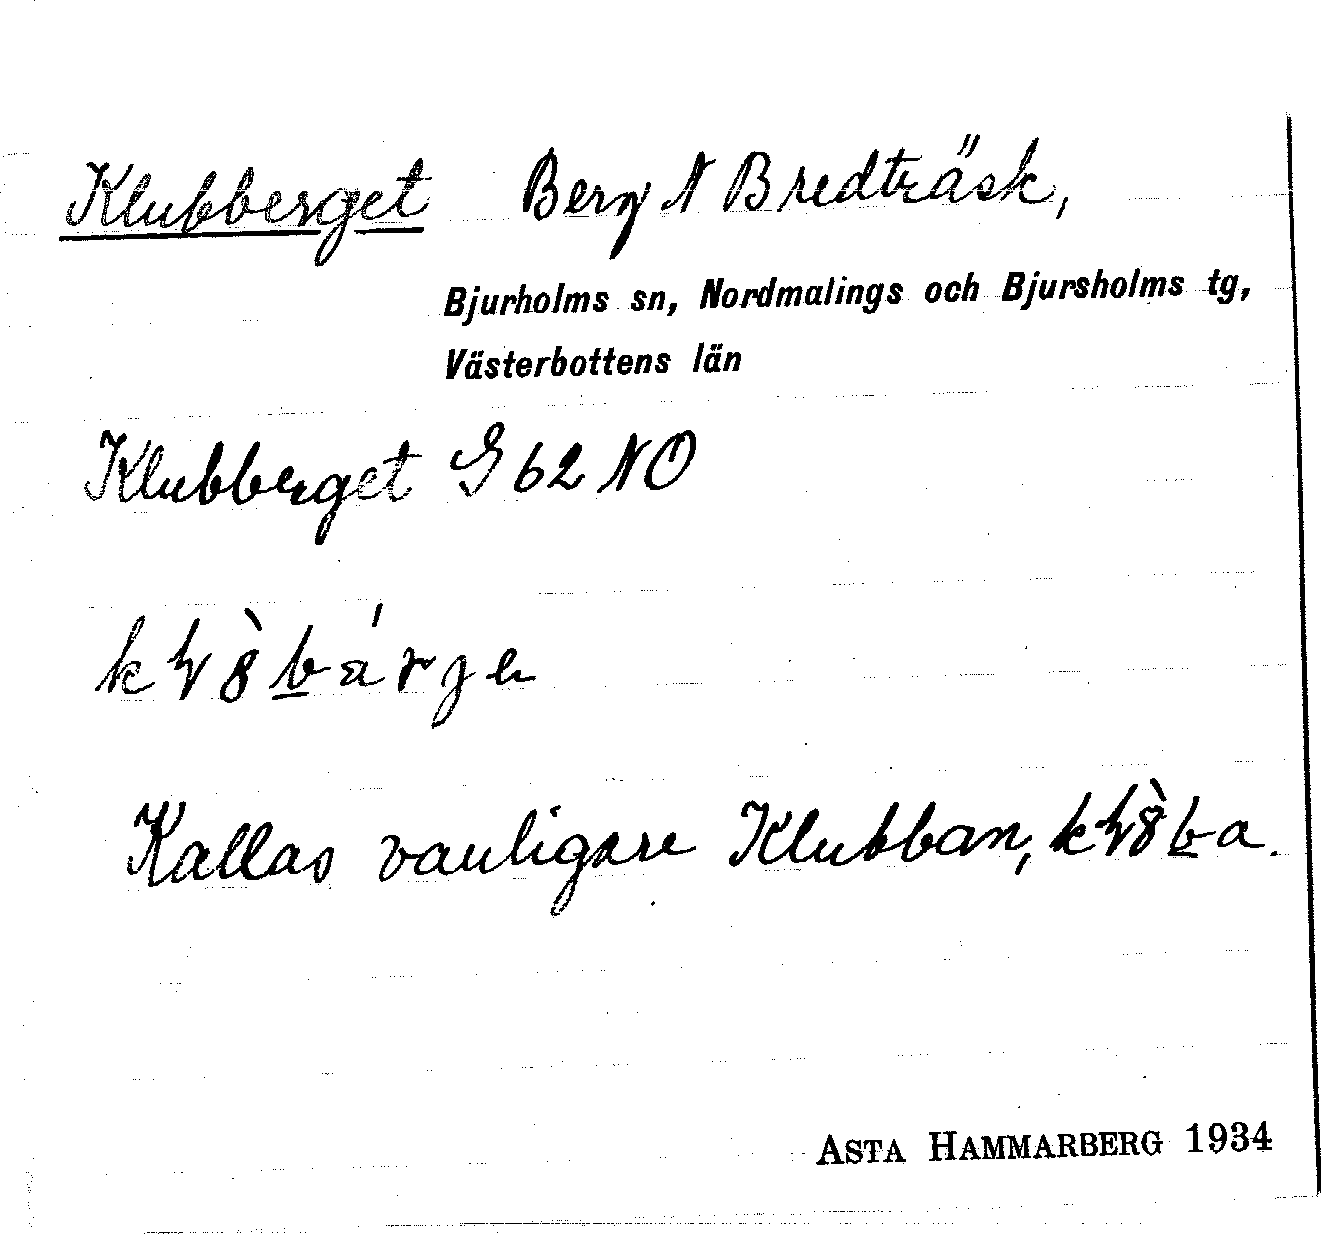 Klubberget Berg N Bredträsk,
Bjurholms sn, Nordmalings och Bjursholms tg,
Västerbottens län
Klubberget G 62 NO
Kallas vanligare Klubban,
ASTA HAMMARBERG 1934